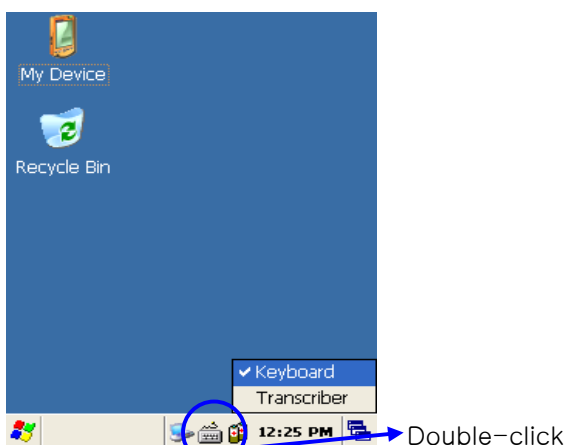 My Device
Recycle Bin
Keyboard
Transcriber
12:25 PM
Double-click